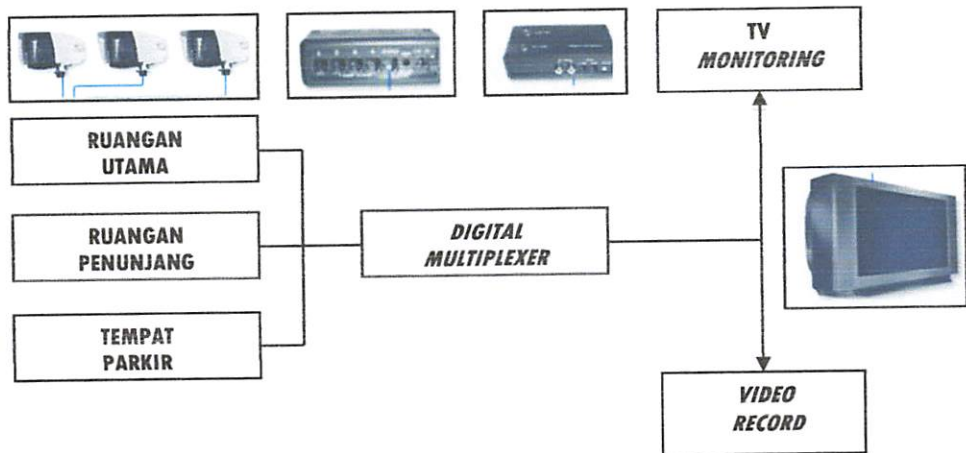 TV
MONITORING
RUANGAN
UTAMA
RUANGAN
PENUNJANG
DIGITAL
MULTIPLEXER
TEMPAT
PARKIR
VIDEO
RECORD